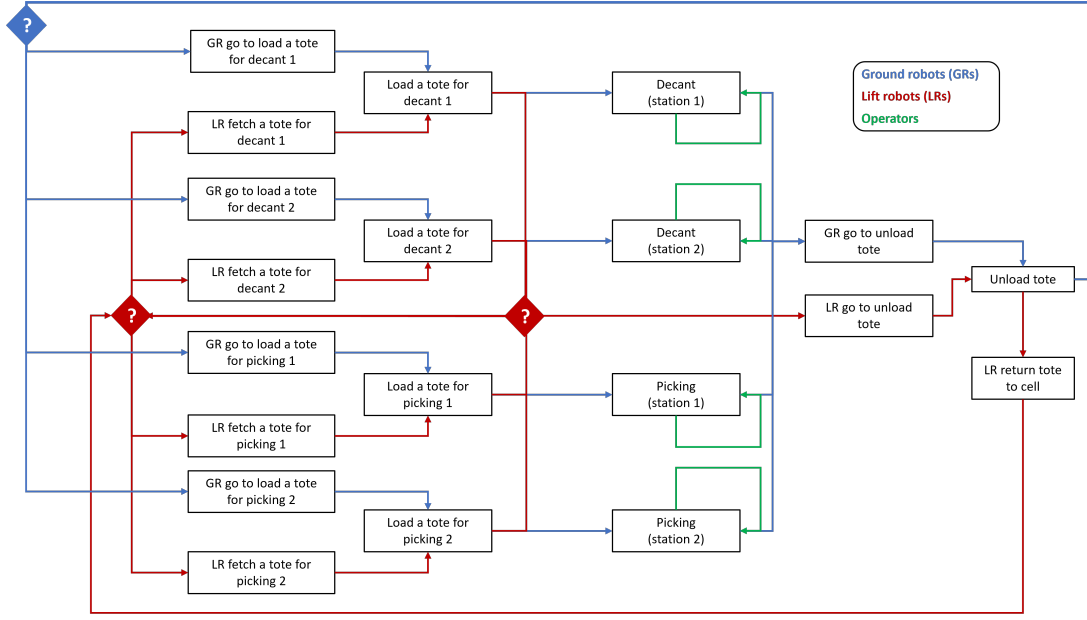 ?
GR go to load a tote
for decant 1
Load a tote for
decant 1
LR fetch a tote for
decant 1
Decant
(station 1)
Ground robots (GRs)
Lift robots (LRs)
Operators
GR go to load a tote
for decant 2
Load a tote for
decant 2
LR fetch a tote for
decant 2
Decant
(station 2)
GR go to unload
tote
Unload tote
?
?
LR go to unload
tote
GR go to load a tote
for picking 1
Load a tote for
picking 1
LR fetch a tote for
picking 1
Picking
(station 1)
LR return tote
to cell
GR go to load a tote
for picking 2
Load a tote for
picking 2
LR fetch a tote for
picking 2
Picking
(station 2)